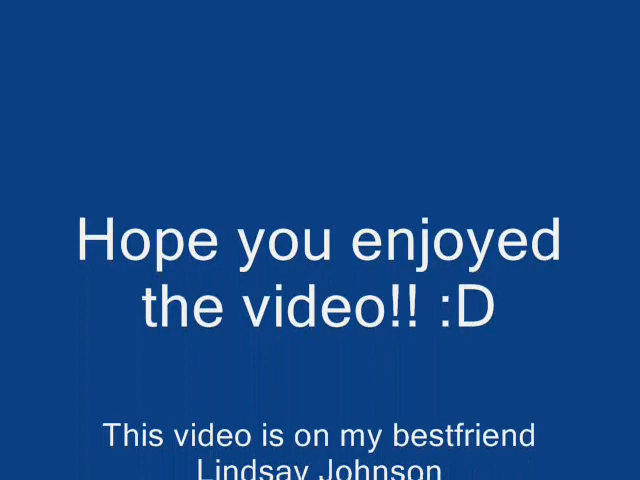 Hope you enjoyed
the video!! :D
This video is on my bestfriend
Lindsay Johnson